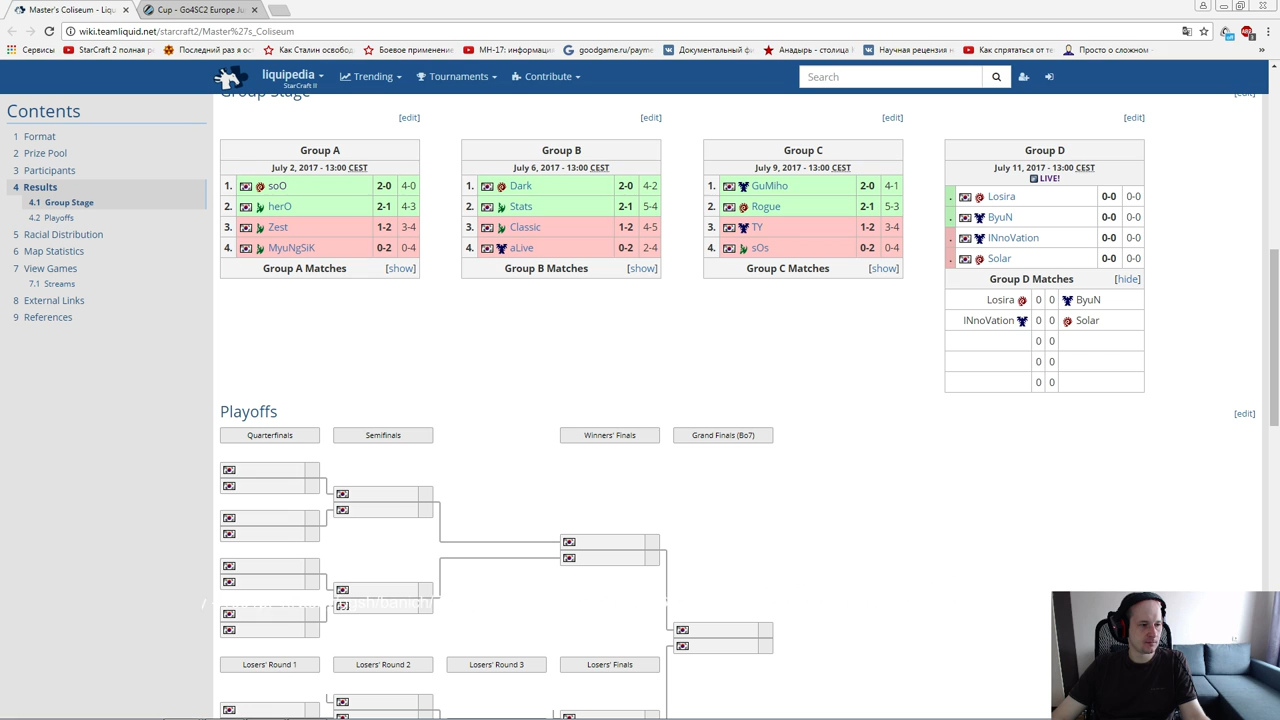 Master's Coliseum - Liqu
Cup - Go4SC2 Europe Ju
wiki.teamliquid.net/starcraft2/Master%27s_Coliseum
Сервисы
StarCraft 2 полная р
Последний раз я ост
Как Сталин освобод
Боевое применение
МН-17: информаци
goodgame.ru/payme
Документальный ф
Анадырь - столица
Научная рецензия н
Как спрятаться от те
Просто о сложном -
liquipedia
StarCraft II
Trending
Tournaments
Contribute
Search
Contents
1 Format
2 Prize Pool
3 Participants
4 Results
4.1 Group Stage
4.2 Playoffs
5 Racial Distribution
6 Map Statistics
7 View Games
7.1 Streams
8 External Links
9 References
Group Stage
[edit]
[edit] [edit] [edit] [edit]
Group A
July 2, 2017 - 13:00 CEST
1. soO 2-0 4-0
2. herO 2-1 4-3
3. Zest 1-2 3-4
4. MyuNgSiK 0-2 0-4
Group A Matches [show]
Group B
July 6, 2017 - 13:00 CEST
1. Dark 2-0 4-2
2. Stats 2-1 5-4
3. Classic 1-2 4-5
4. aLive 0-2 2-4
Group B Matches [show]
Group C
July 9, 2017 - 13:00 CEST
1. GuMiho 2-0 4-1
2. Rogue 2-1 5-3
3. TY 1-2 3-4
4. sOs 0-2 0-4
Group C Matches [show]
Group D
July 11, 2017 - 13:00 CEST
LIVE!
. Losira 0-0 0-0
. ByuN 0-0 0-0
. INnoVation 0-0 0-0
. Solar 0-0 0-0
Group D Matches [hide]
Losira 0 0 ByuN
INnoVation 0 0 Solar
0 0
0 0
0 0
Playoffs
[edit]
Quarterfinals Semifinals Winners' Finals Grand Finals (Bo7)
Losers' Round 1 Losers' Round 2 Losers' Round 3 Losers' Finals